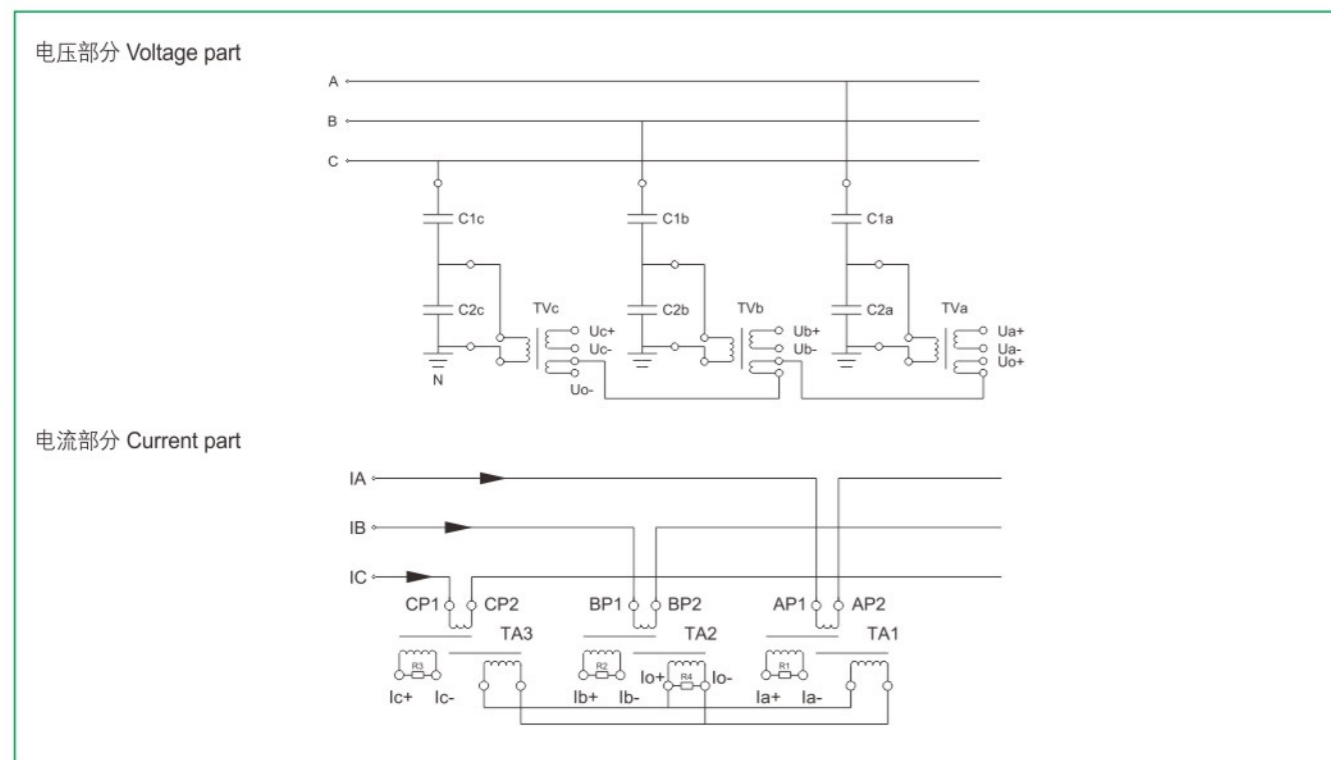 电压部分 Voltage part
A
B
C
C1c C1b C1a
C2c TVc C2b TVb C2a TVa
Uc+ Ub+ Ua+
Uc- Ub- Ua-
Uo+
N
Uo-
电流部分 Current part
IA
IB
IC
CP1 CP2 BP1 BP2 AP1 AP2
TA3 TA2 TA1
R3 R2 R4 R1
Io+ Io-
Ic+ Ic- Ib+ Ib- Ia+ Ia-